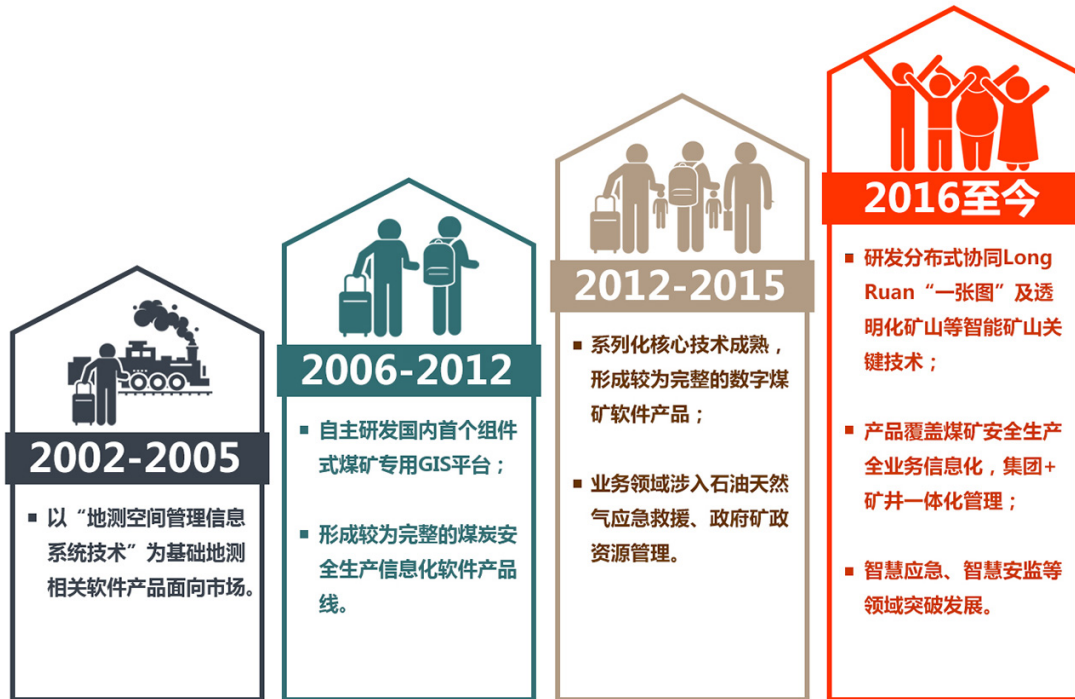 2002-2005
以“地测空间管理信息
系统技术”为基础地测
相关软件产品面向市场。
2006-2012
自主研发国内首个组件
式煤矿专用GIS平台；
形成较为完整的煤炭安
全生产信息化软件产品
线。
2012-2015
系列化核心技术成熟，
形成较为完整的数字煤
矿软件产品；
业务领域涉入石油天然
气应急救援、政府矿政
资源管理。
2016至今
研发分布式协同Long
Ruan“一张图”及透
明化矿山等智能矿山关
键技术；
产品覆盖煤矿安全生产
全业务信息化，集团+
矿井一体化管理；
智慧应急、智慧安监等
领域突破发展。